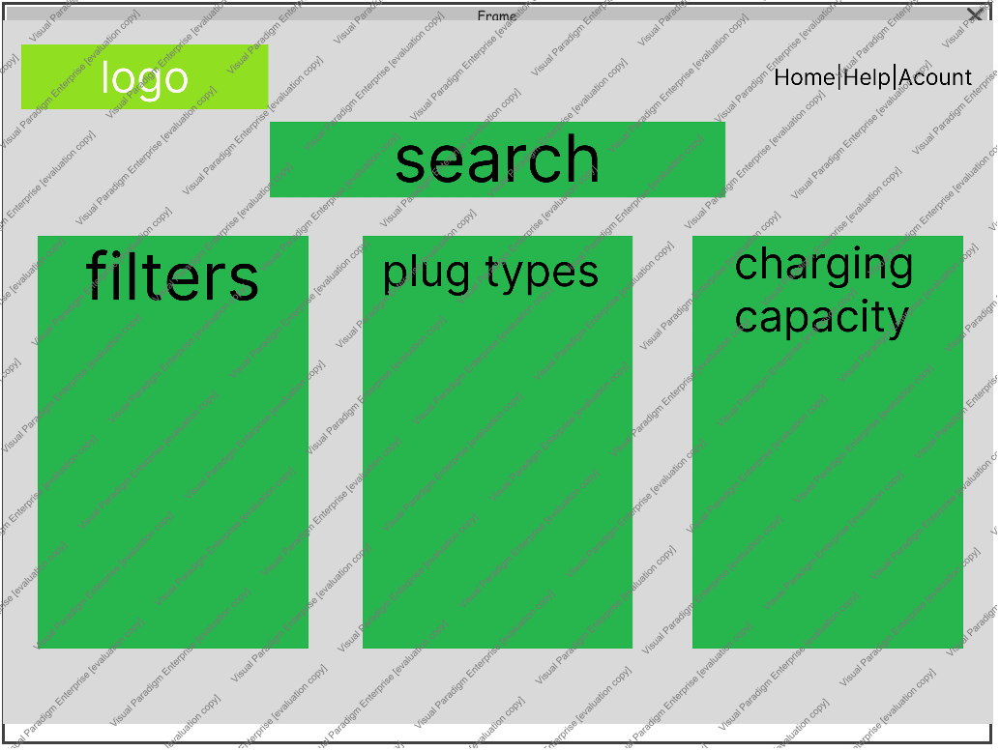 Frame
logo
Home|Help|Acount
search
filters
plug types
charging
capacity
Visual Paradigm Enterprise [evaluation copy]